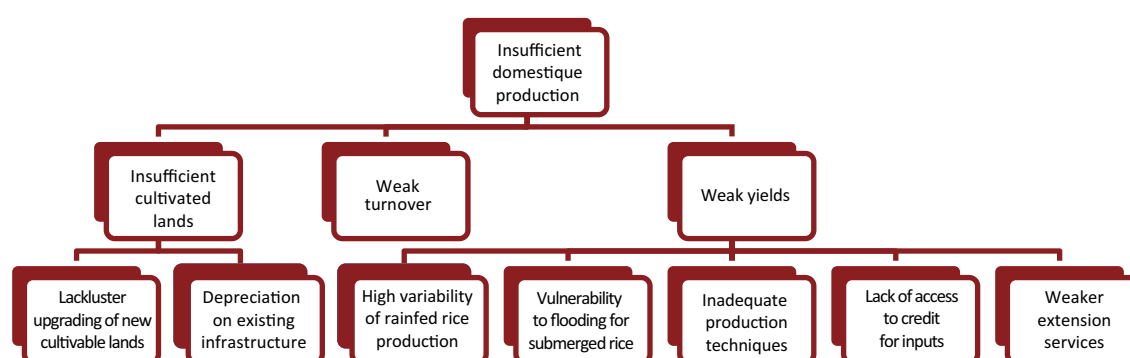 Insufficient
domestique
production
Insufficient
cultivated
lands
Weak
turnover
Weak yields
Lackluster
upgrading of new
cultivable lands
Depreciation
on existing
infrastructure
High variability
of rainfed rice
production
Vulnerability
to flooding for
submerged rice
Inadequate
production
techniques
Lack of access
to credit
for inputs
Weaker
extension
services